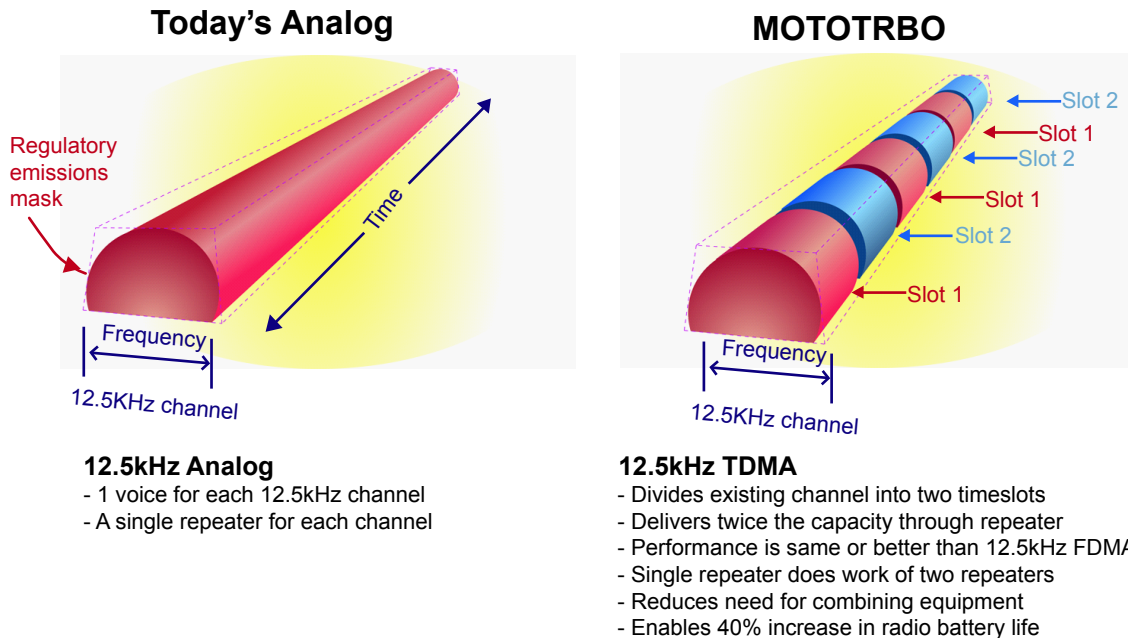 Today's Analog
Regulatory
emissions
mask
Time
Frequency
12.5KHz channel
12.5kHz Analog
- 1 voice for each 12.5kHz channel
- A single repeater for each channel
MOTOTRBO
Slot 2
Slot 1
Slot 2
Slot 1
Slot 2
Slot 1
Frequency
12.5KHz channel
12.5kHz TDMA
- Divides existing channel into two timeslots
- Delivers twice the capacity through repeater
- Performance is same or better than 12.5kHz FDMA
- Single repeater does work of two repeaters
- Reduces need for combining equipment
- Enables 40% increase in radio battery life